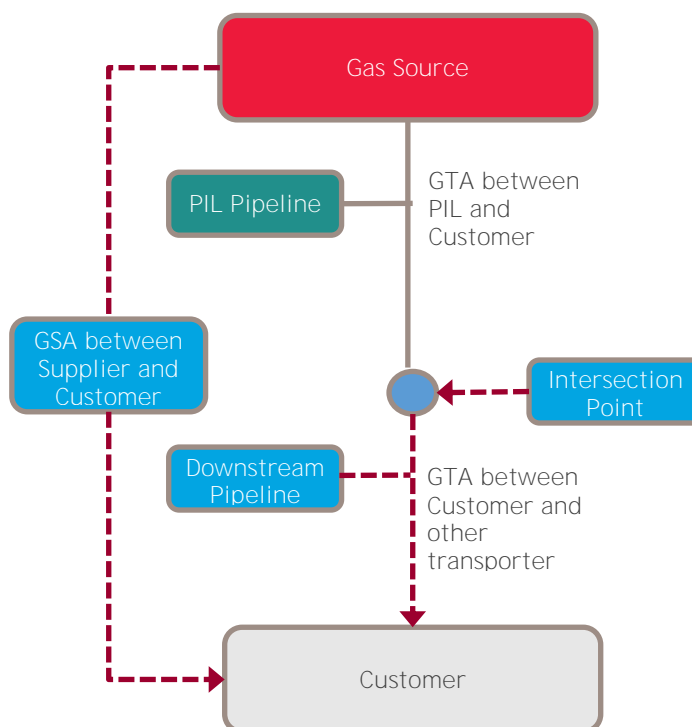 Gas Source
PIL Pipeline
GTA between
PIL and
Customer
GSA between
Supplier and
Customer
Intersection
Point
Downstream
Pipeline
GTA between
Customer and
other
transporter
Customer